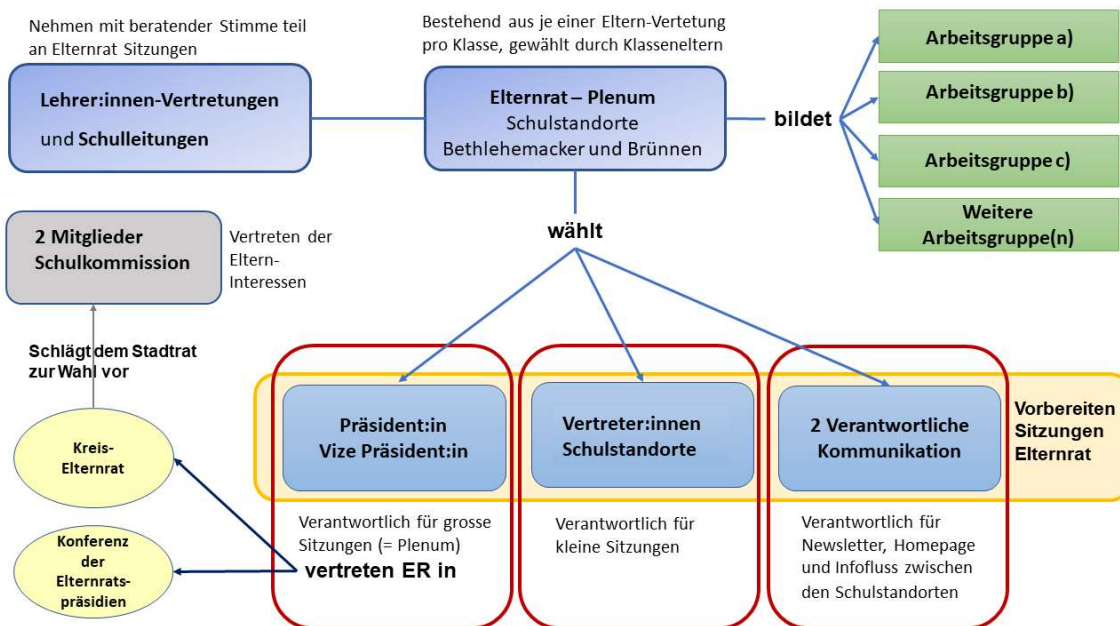 Nehmen mit beratender Stimme teil
an Elternrat Sitzungen
Bestehend aus je einer Eltern-Vertetung
pro Klasse, gewählt durch Klasseneltern
Lehrer:innen-Vertretungen
und Schulleitungen
Elternrat – Plenum
Schulstandorte
Bethlehemacker und Brünnen
bildet
Arbeitsgruppe a)
Arbeitsgruppe b)
Arbeitsgruppe c)
Weitere
Arbeitsgruppe(n)
wählt
2 Mitglieder
Schulkommission
Vertreten der
Eltern-
Interessen
Schlägt dem Stadtrat
zur Wahl vor
Kreis-
Elternrat
Konferenz
der
Elternrats-
präsidien
Präsident:in
Vize Präsident:in
Vertreter:innen
Schulstandorte
2 Verantwortliche
Kommunikation
Vorbereiten
Sitzungen
Elternrat
Verantwortlich für grosse
Sitzungen (= Plenum)
vertreten ER in
Verantwortlich für
kleine Sitzungen
Verantwortlich für
Newsletter, Homepage
und Infofluss zwischen
den Schulstandorten